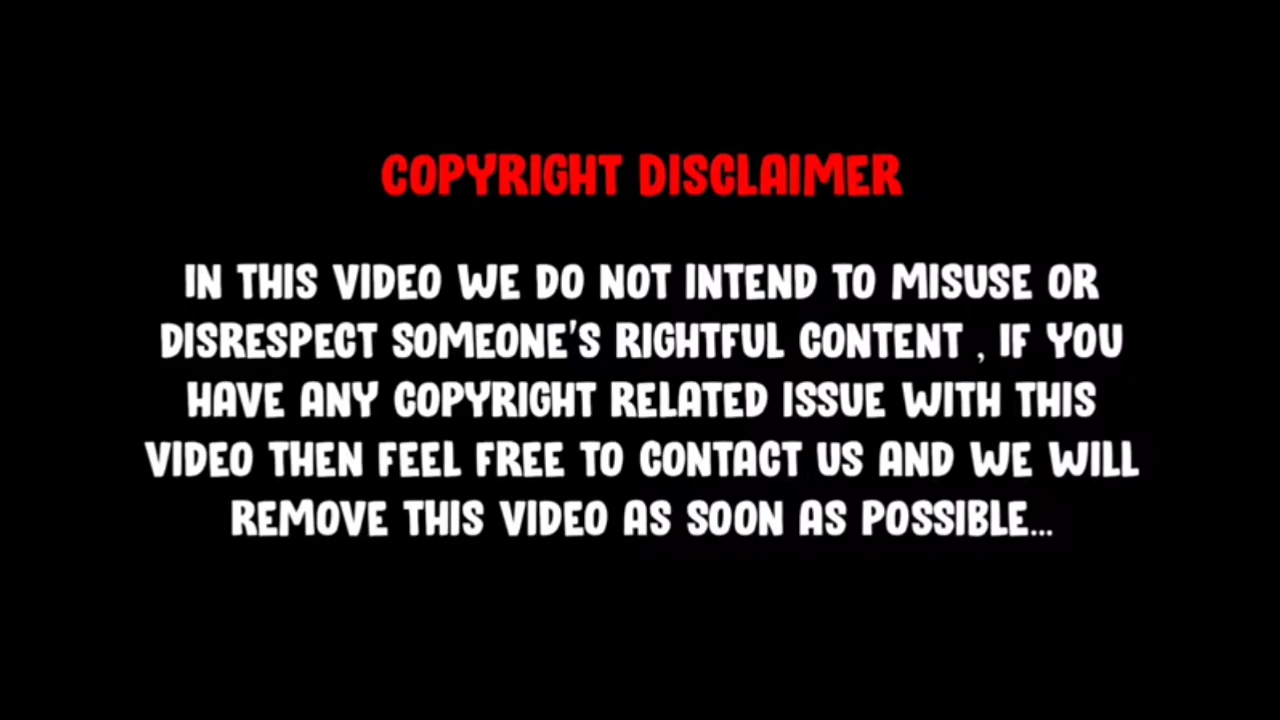 COPYRIGHT DISCLAIMER
IN THIS VIDEO WE DO NOT INTEND TO MISUSE OR
DISRESPECT SOMEONE'S RIGHTFUL CONTENT , IF YOU
HAVE ANY COPYRIGHT RELATED ISSUE WITH THIS
VIDEO THEN FEEL FREE TO CONTACT US AND WE WILL
REMOVE THIS VIDEO AS SOON AS POSSIBLE...